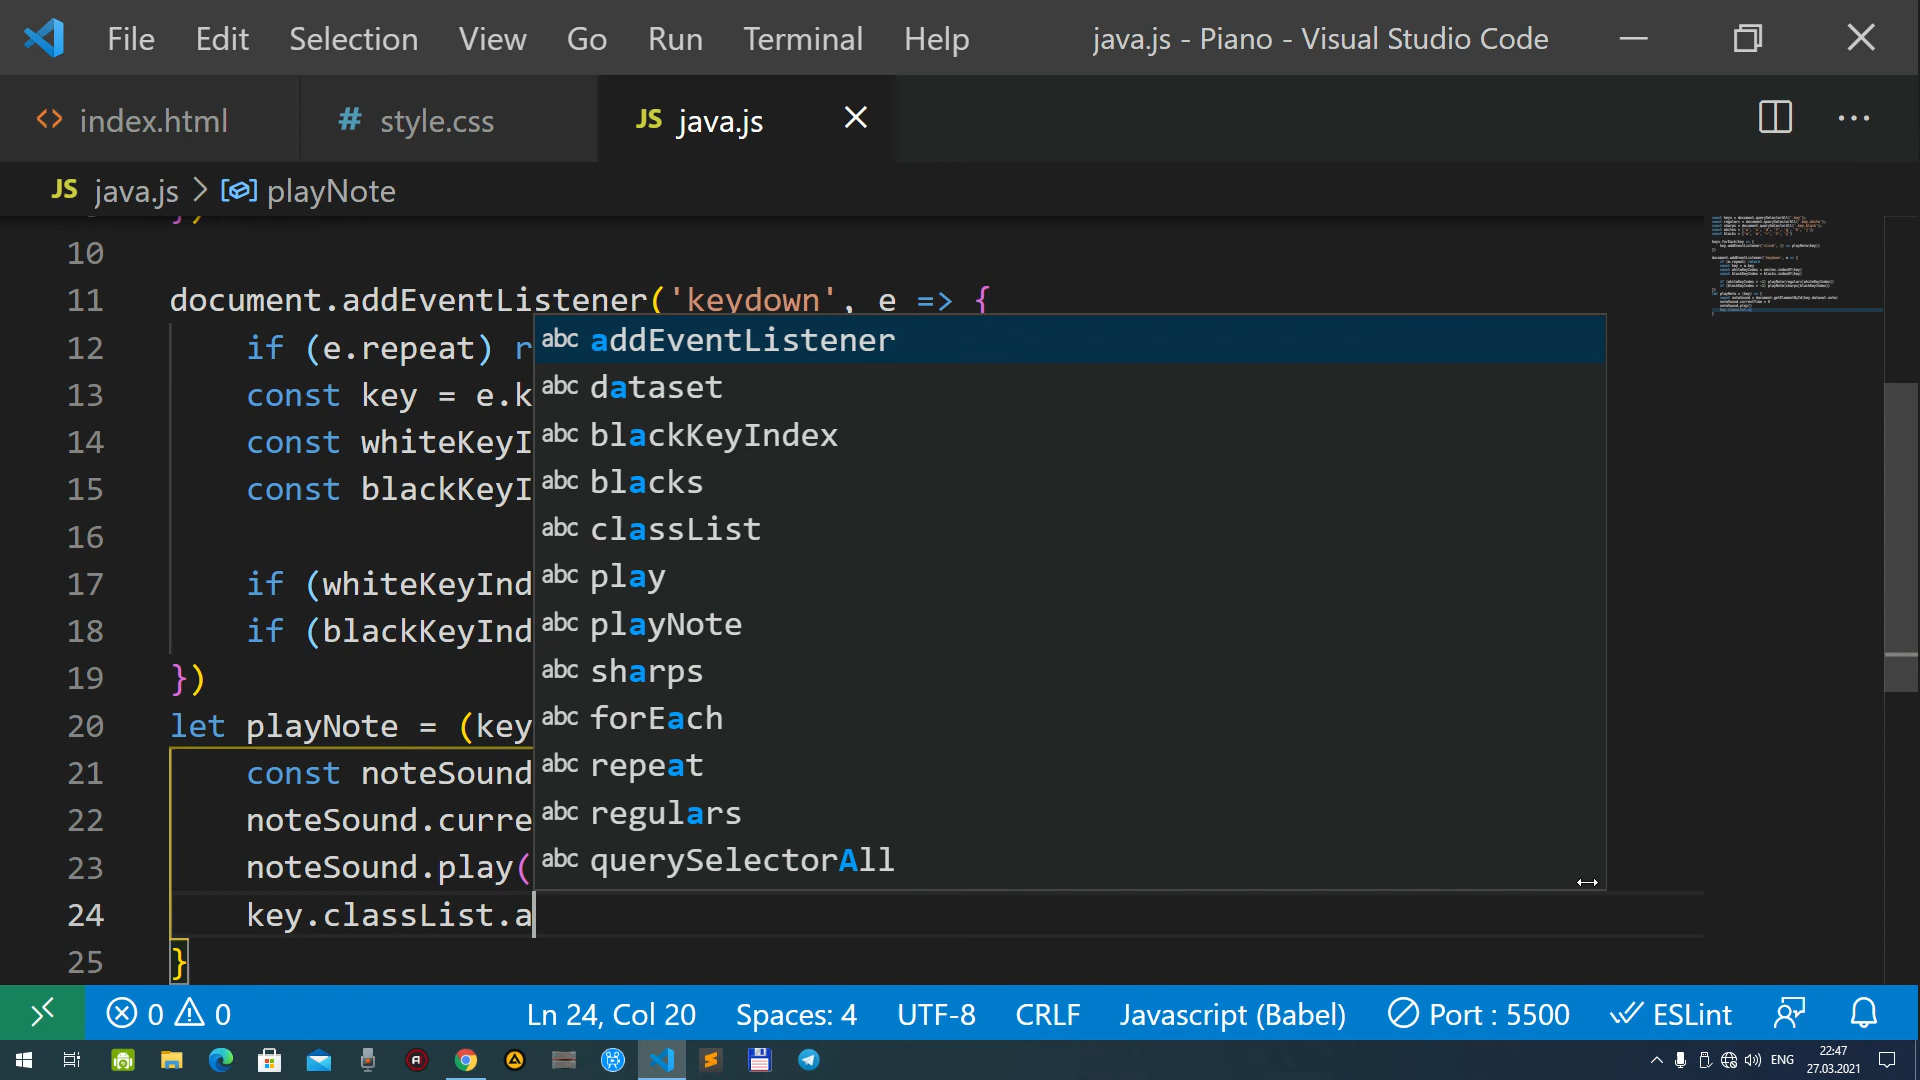 File Edit Selection View Go Run Terminal Help java.js - Piano - Visual Studio Code
<> index.html # style.css JS java.js
JS java.js > playNote
10
11 document.addEventListener('keydown', e => {
12 if (e.repeat) r
13 const key = e.k
14 const whiteKeyI
15 const blackKeyI
16
17 if (whiteKeyInd
18 if (blackKeyInd
19 })
20 let playNote = (key
21 const noteSound
22 noteSound.curre
23 noteSound.play(
24 key.classList.a
25 }
abc addEventListener
abc dataset
abc blackKeyIndex
abc blacks
abc classList
abc play
abc playNote
abc sharps
abc forEach
abc repeat
abc regulars
abc querySelectorAll
0 0 Ln 24, Col 20 Spaces: 4 UTF-8 CRLF Javascript (Babel) Port : 5500 ESLint
ENG 22:47
27.03.2021